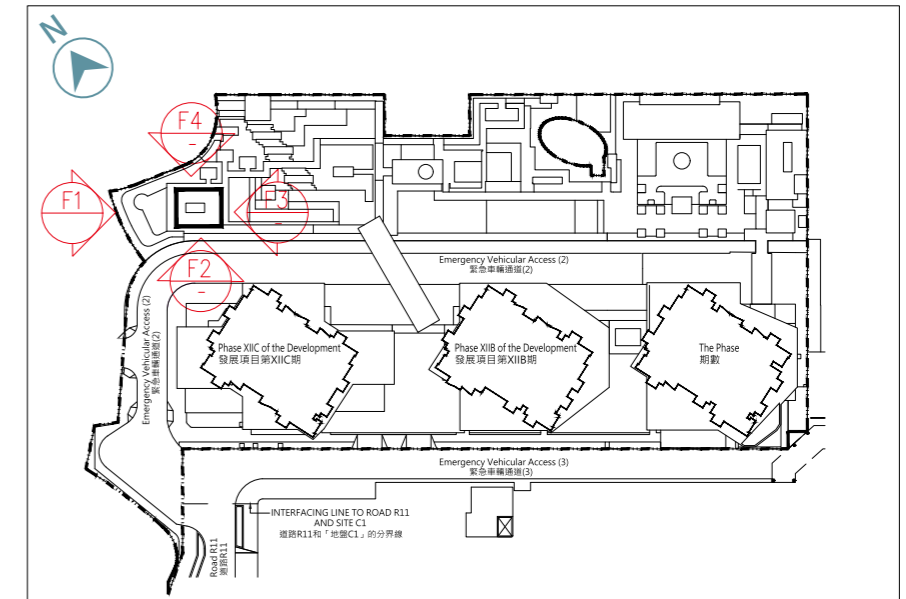 N
F4
-
F1
F3
-
F2
-
Emergency Vehicular Access (2)
緊急車輛通道(2)
Emergency Vehicular Access (2)
緊急車輛通道(2)
Phase XIIC of the Development
發展項目第XIIC期
Phase XIIB of the Development
發展項目第XIIB期
The Phase
期數
Emergency Vehicular Access (3)
緊急車輛通道(3)
INTERFACING LINE TO ROAD R11
AND SITE C1
道路R11和「地盤C1」的分界線
Road R11
道路R11